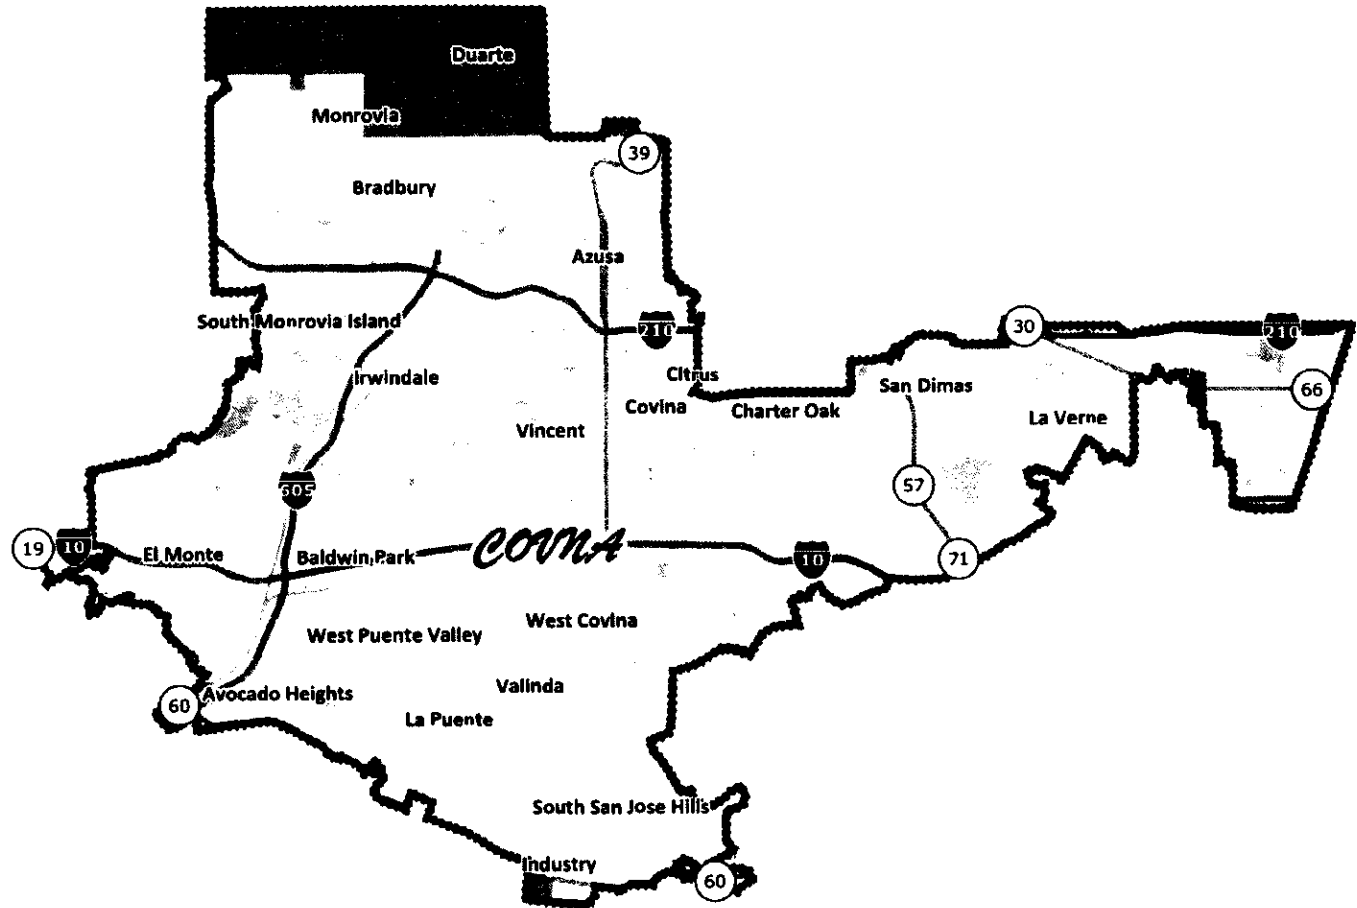 Duarte
Monrovia
39
Bradbury
Azusa
South Monrovia Island
210
30
210
Irwindale
Citrus
San Dimas
66
Covina
Charter Oak
La Verne
Vincent
605
57
19
10
El Monte
Baldwin Park
COVNA
10
71
West Covina
West Puente Valley
Valinda
Avocado Heights
60
La Puente
South San Jose Hills
Industry
60